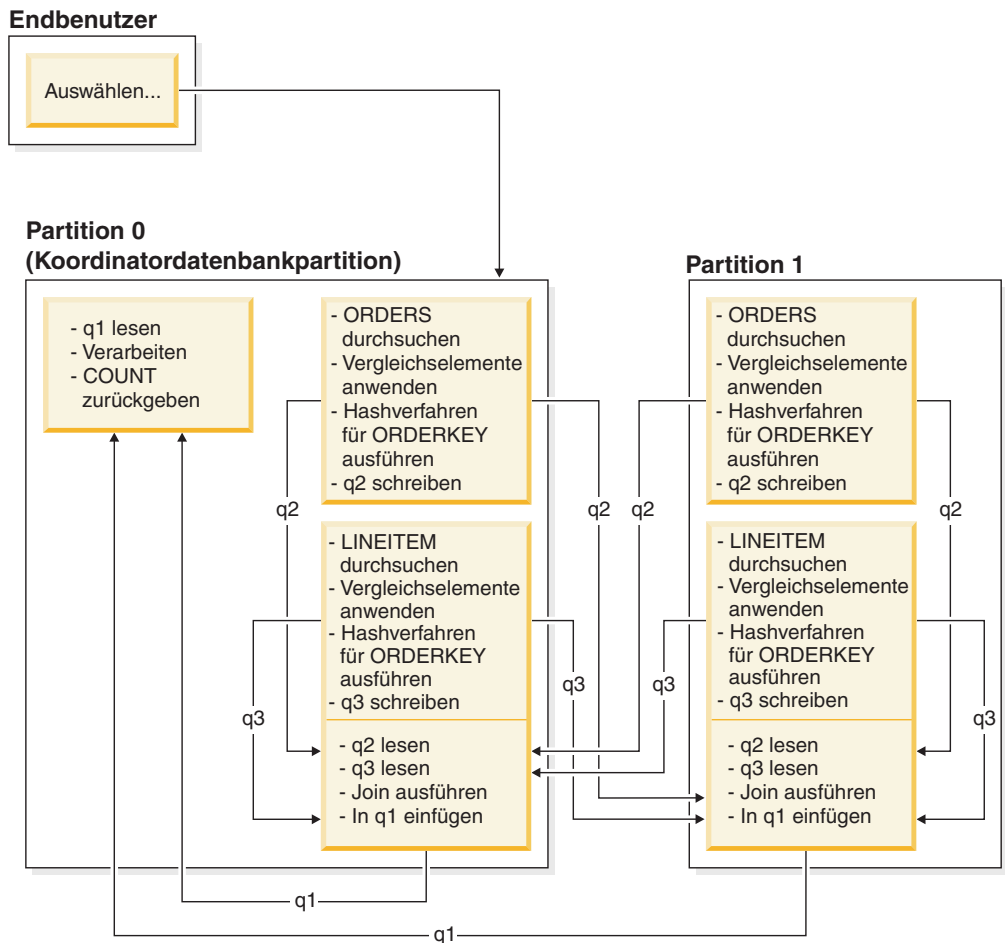 Endbenutzer
Auswählen...
Partition 0
(Koordinatordatenbankpartition)
Partition 1
- q1 lesen
- Verarbeiten
- COUNT
zurückgeben
- ORDERS
durchsuchen
- Vergleichselemente
anwenden
- Hashverfahren
für ORDERKEY
ausführen
- q2 schreiben
- ORDERS
durchsuchen
- Vergleichselemente
anwenden
- Hashverfahren
für ORDERKEY
ausführen
- q2 schreiben
q2
q2
q2
q2
- LINEITEM
durchsuchen
- Vergleichselemente
anwenden
- Hashverfahren
für ORDERKEY
ausführen
- q3 schreiben
- LINEITEM
durchsuchen
- Vergleichselemente
anwenden
- Hashverfahren
für ORDERKEY
ausführen
- q3 schreiben
q3
q3
q3
q3
- q2 lesen
- q3 lesen
- Join ausführen
- In q1 einfügen
- q2 lesen
- q3 lesen
- Join ausführen
- In q1 einfügen
q1
q1